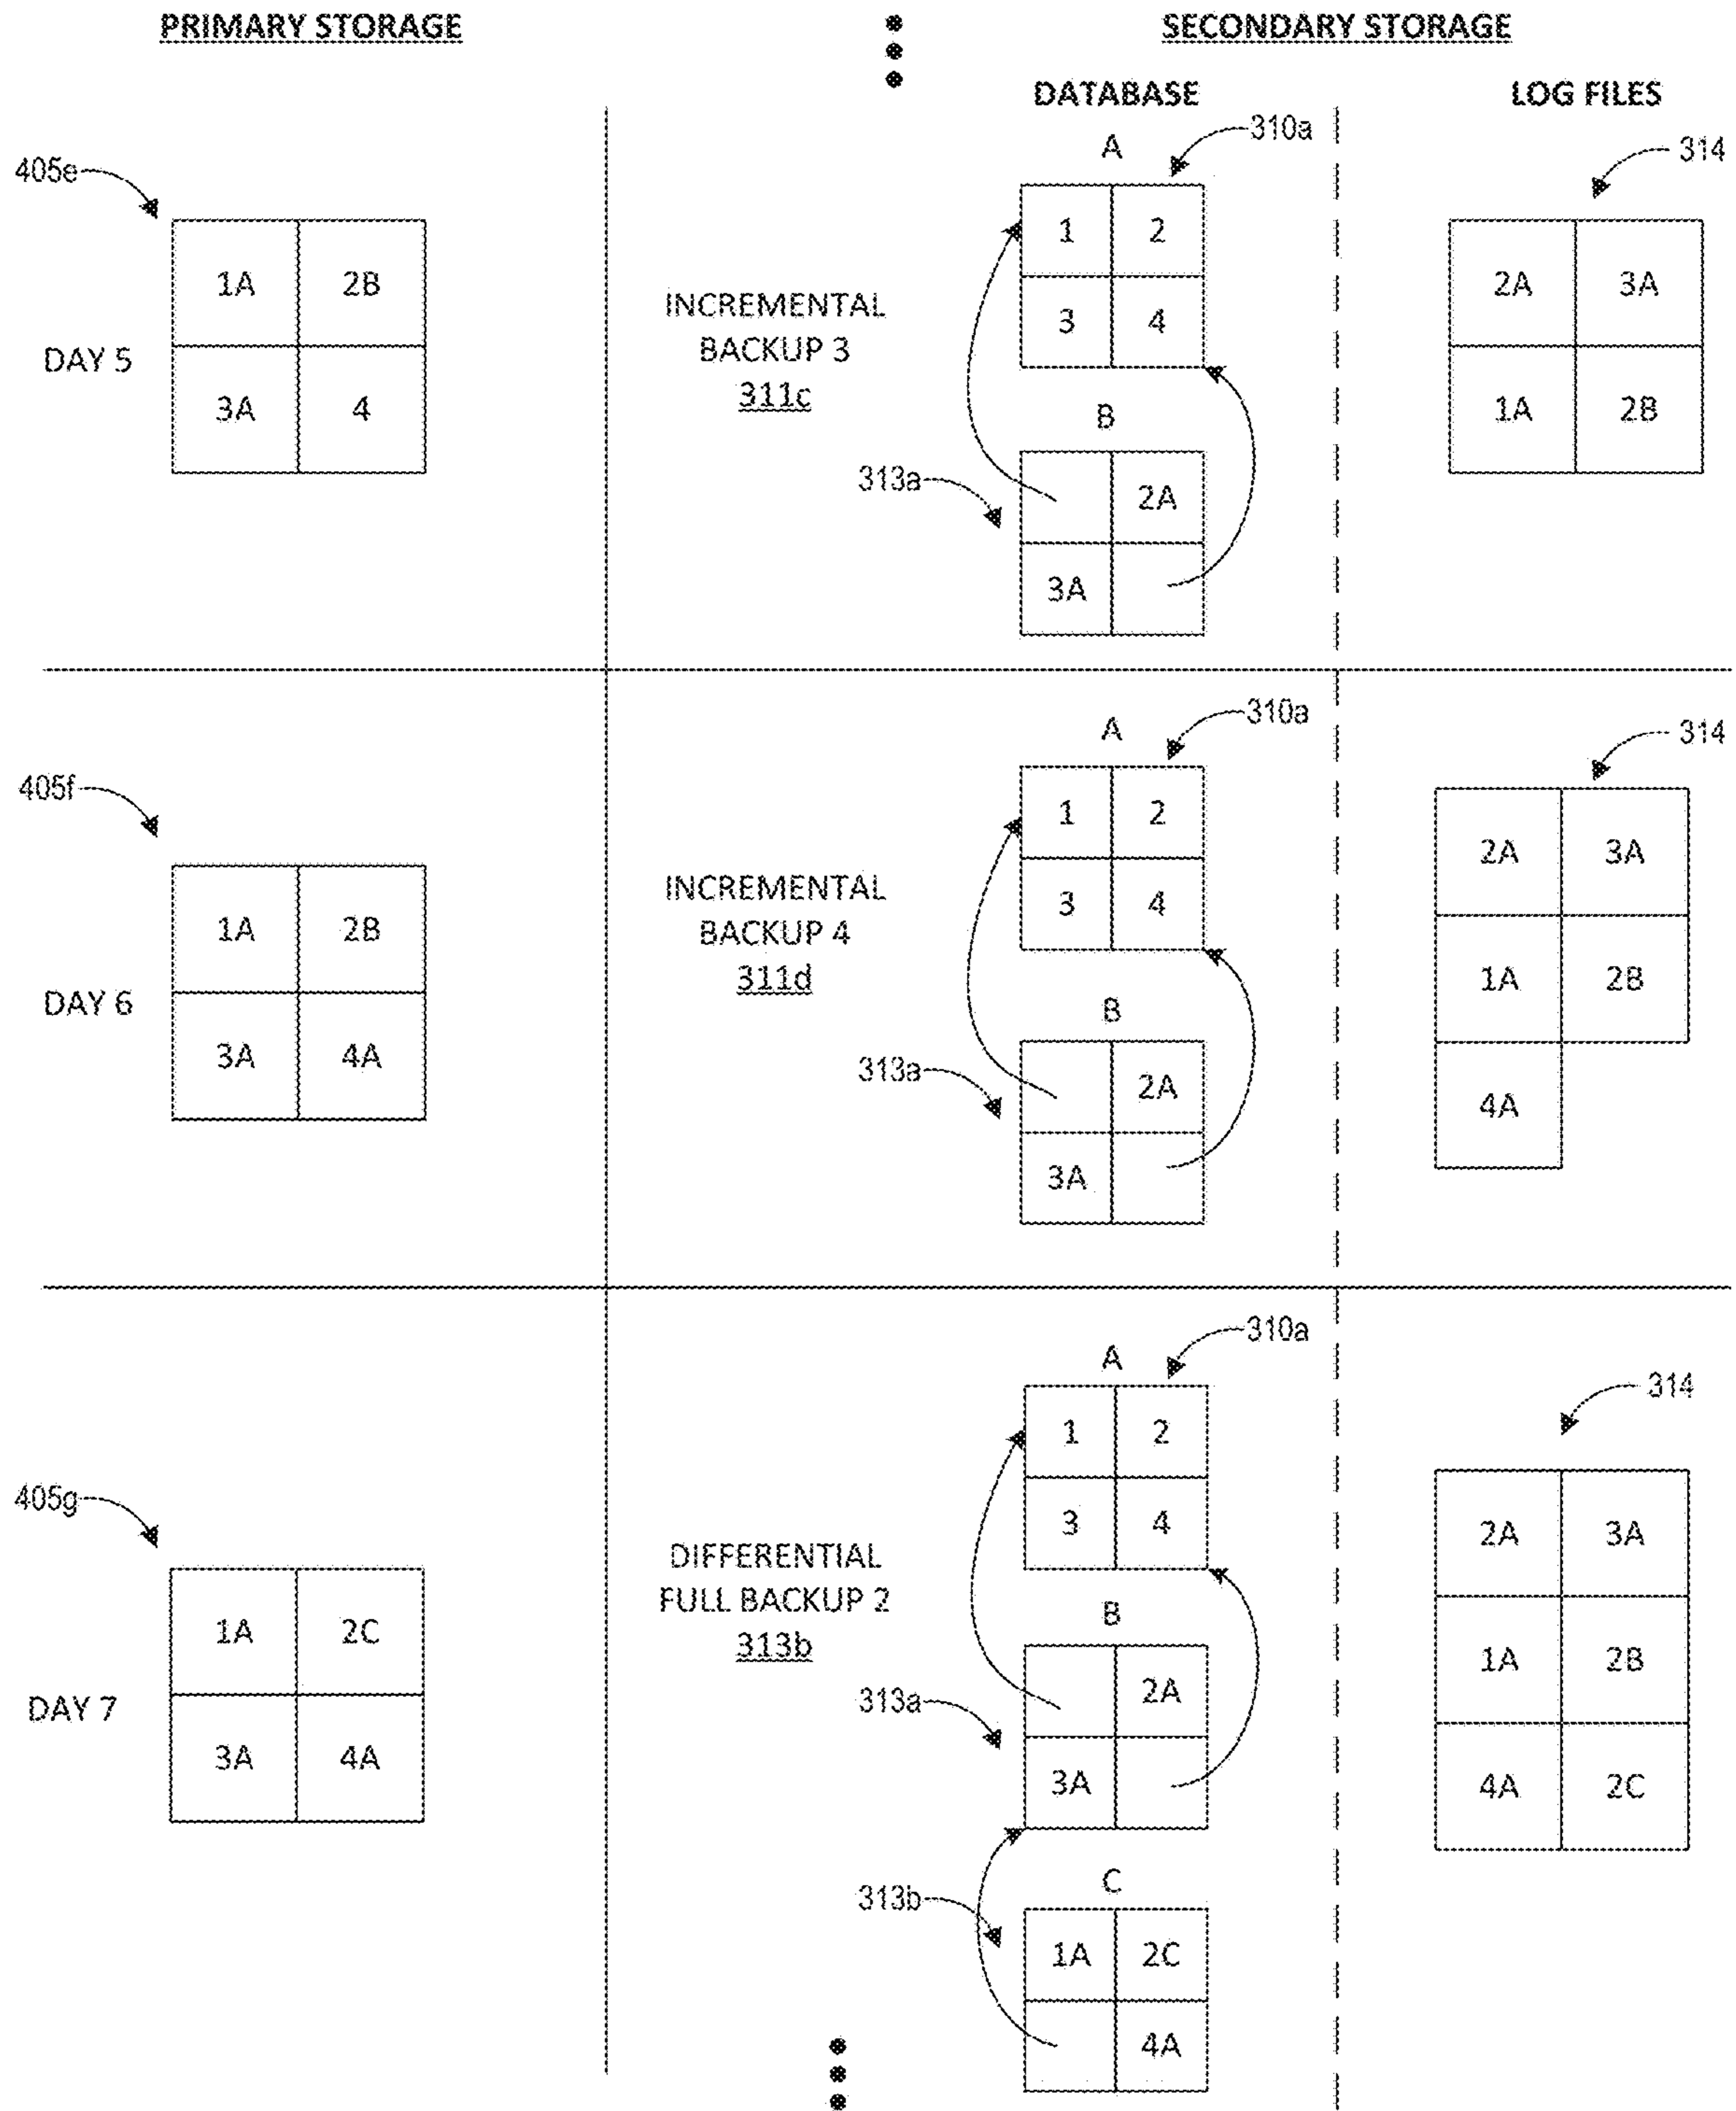 PRIMARY STORAGE
SECONDARY STORAGE
DATABASE
LOG FILES
405e
1A 2B
3A 4
DAY 5
INCREMENTAL
BACKUP 3
311c
A
310a
1 2
3 4
B
313a
2A
3A
314
2A 3A
1A 2B
405f
1A 2B
3A 4A
DAY 6
INCREMENTAL
BACKUP 4
311d
A
310a
1 2
3 4
B
313a
2A
3A
314
2A 3A
1A 2B
4A
405g
1A 2C
3A 4A
DAY 7
DIFFERENTIAL
FULL BACKUP 2
313b
A
310a
1 2
3 4
B
313a
2A
3A
C
313b
1A 2C
4A
314
2A 3A
1A 2B
4A 2C